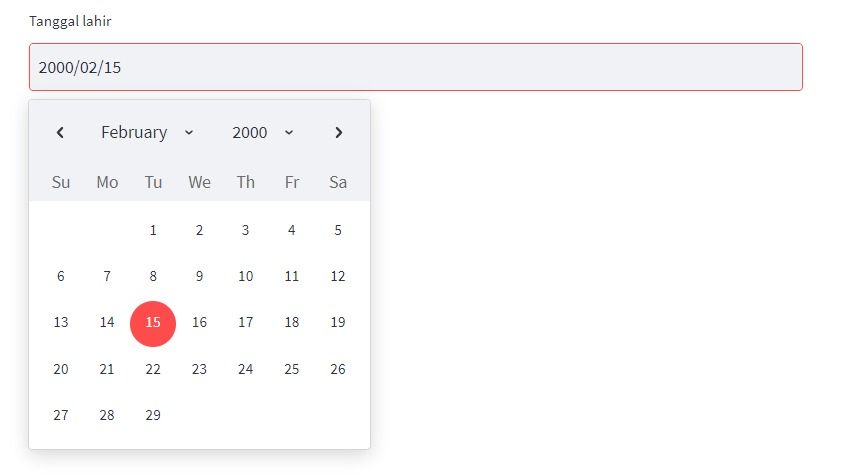 Tanggal lahir
2000/02/15
February 2000
Su Mo Tu We Th Fr Sa
1 2 3 4 5
6 7 8 9 10 11 12
13 14 15 16 17 18 19
20 21 22 23 24 25 26
27 28 29